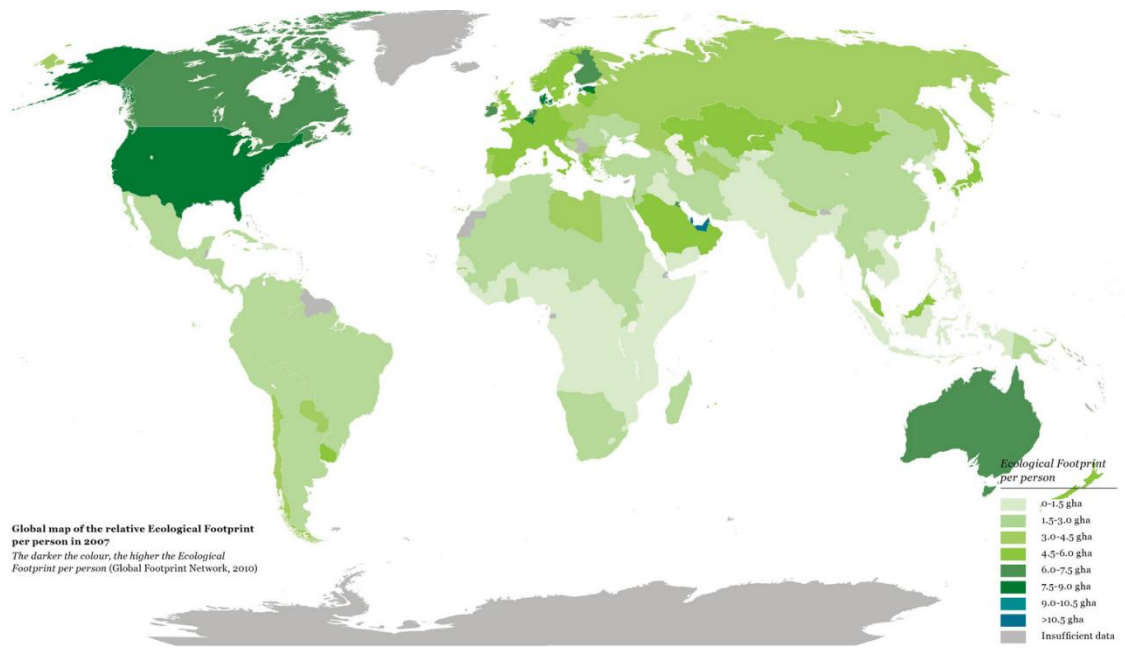 Ecological Footprint
per person
0-1.5 gha
1.5-3.0 gha
3.0-4.5 gha
4.5-6.0 gha
6.0-7.5 gha
7.5-9.0 gha
9.0-10.5 gha
>10.5 gha
Insufficient data
Global map of the relative Ecological Footprint
per person in 2007
The darker the colour, the higher the Ecological
Footprint per person (Global Footprint Network, 2010)